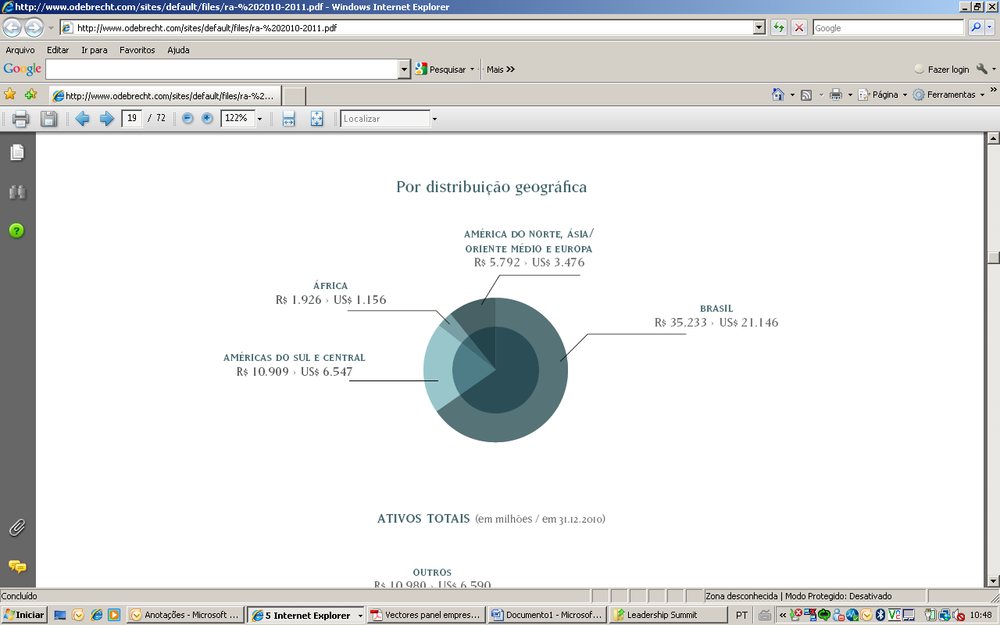 http://www.odebrecht.com/sites/default/files/ra-%202010-2011.pdf - Windows Internet Explorer
http://www.odebrecht.com/sites/default/files/ra-%202010-2011.pdf
Google
Arquivo Editar Ir para Favoritos Ajuda
Google Pesquisar Mais Fazer login
http://www.odebrecht.com/sites/default/files/ra-%2... Página Ferramentas
19 / 72 122% Localizar
Por distribuição geográfica
AMÉRICA DO NORTE, ÁSIA/
ORIENTE MÉDIO E EUROPA
R$ 5.792 › US$ 3.476
ÁFRICA
R$ 1.926 › US$ 1.156
BRASIL
R$ 35.233 › US$ 21.146
AMÉRICAS DO SUL E CENTRAL
R$ 10.909 › US$ 6.547
ATIVOS TOTAIS (em milhões / em 31.12.2010)
OUTROS
R$ 10.980 › US$ 6.590
Concluído Zona desconhecida | Modo Protegido: Desativado
Iniciar Anotações - Microsoft ... 5 Internet Explorer Vectores panel empres... Documento1 - Microsof... Leadership Summit PT 10:48